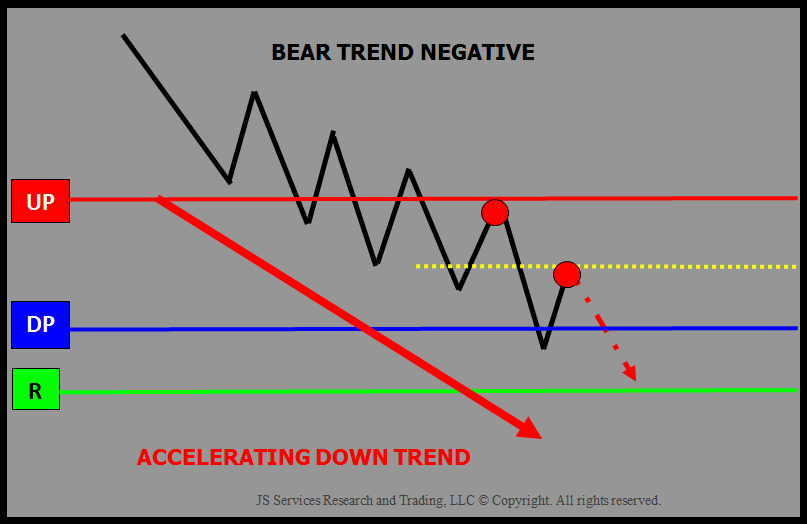 BEAR TREND NEGATIVE
UP
DP
R
ACCELERATING DOWN TREND
JS Services Research and Trading, LLC © Copyright. All rights reserved.